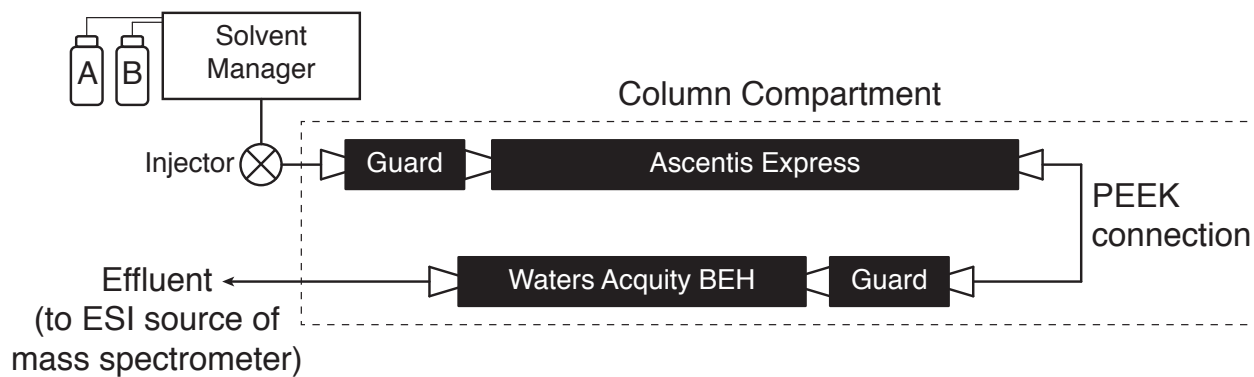 Solvent
Manager
A
B
Column Compartment
Injector
Guard
Ascentis Express
PEEK
connection
Waters Acquity BEH
Guard
Effluent
(to ESI source of
mass spectrometer)